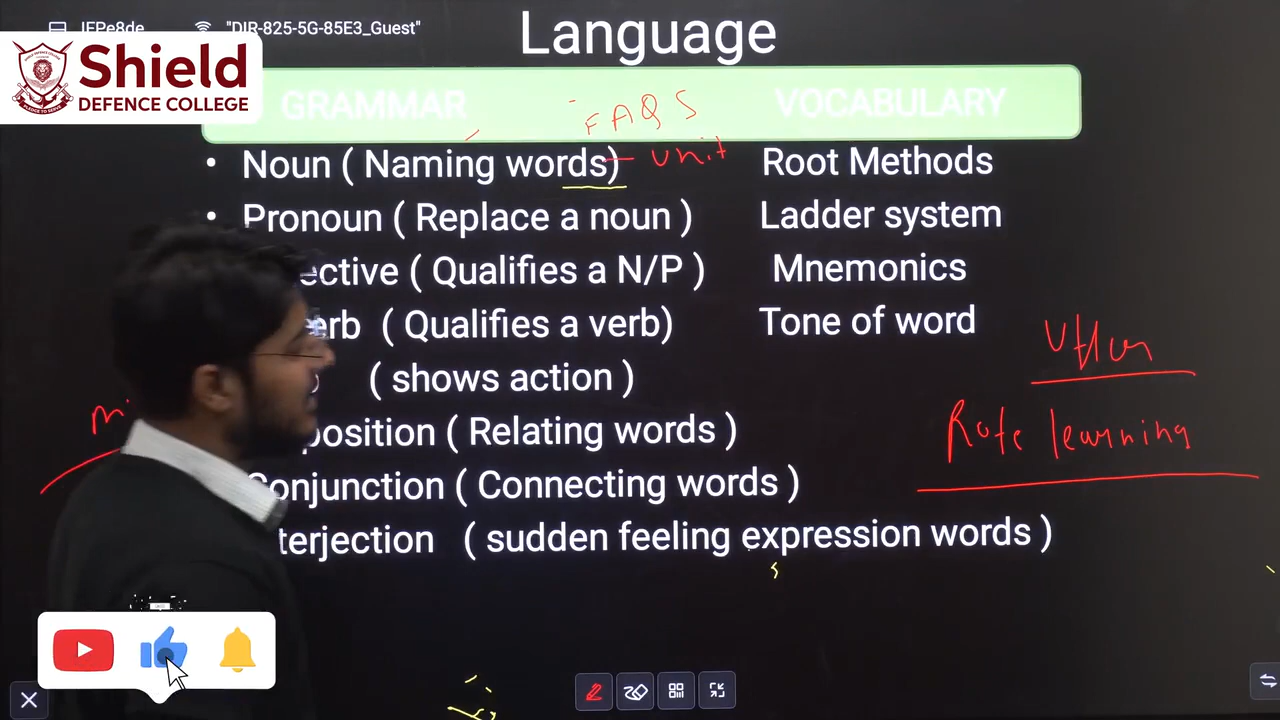 IFPe8de "DIR-825-5G-85E3_Guest"
Language
Shield
DEFENCE COLLEGE
GRAMMAR VOCABULARY
FAQS
• Noun ( Naming words) unit Root Methods
• Pronoun ( Replace a noun ) Ladder system
ective ( Qualifies a N/P ) Mnemonics
erb ( Qualifies a verb) Tone of word
( shows action )
position ( Relating words )
Rote learning
Conjunction ( Connecting words )
terjection ( sudden feeling expression words )